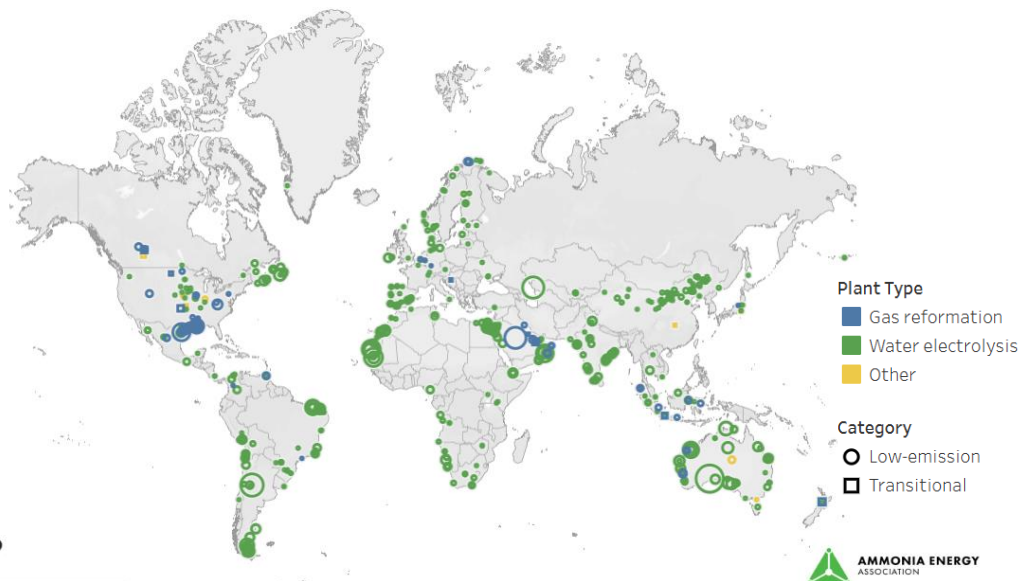 Plant Type
Gas reformation
Water electrolysis
Other
Category
Low-emission
Transitional
AMMONIA ENERGY
ASSOCIATION